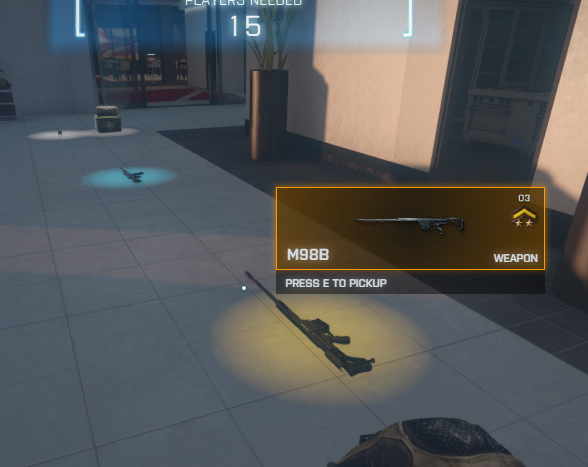 PLAYERS NEEDED
15
03
M98B
WEAPON
PRESS E TO PICKUP